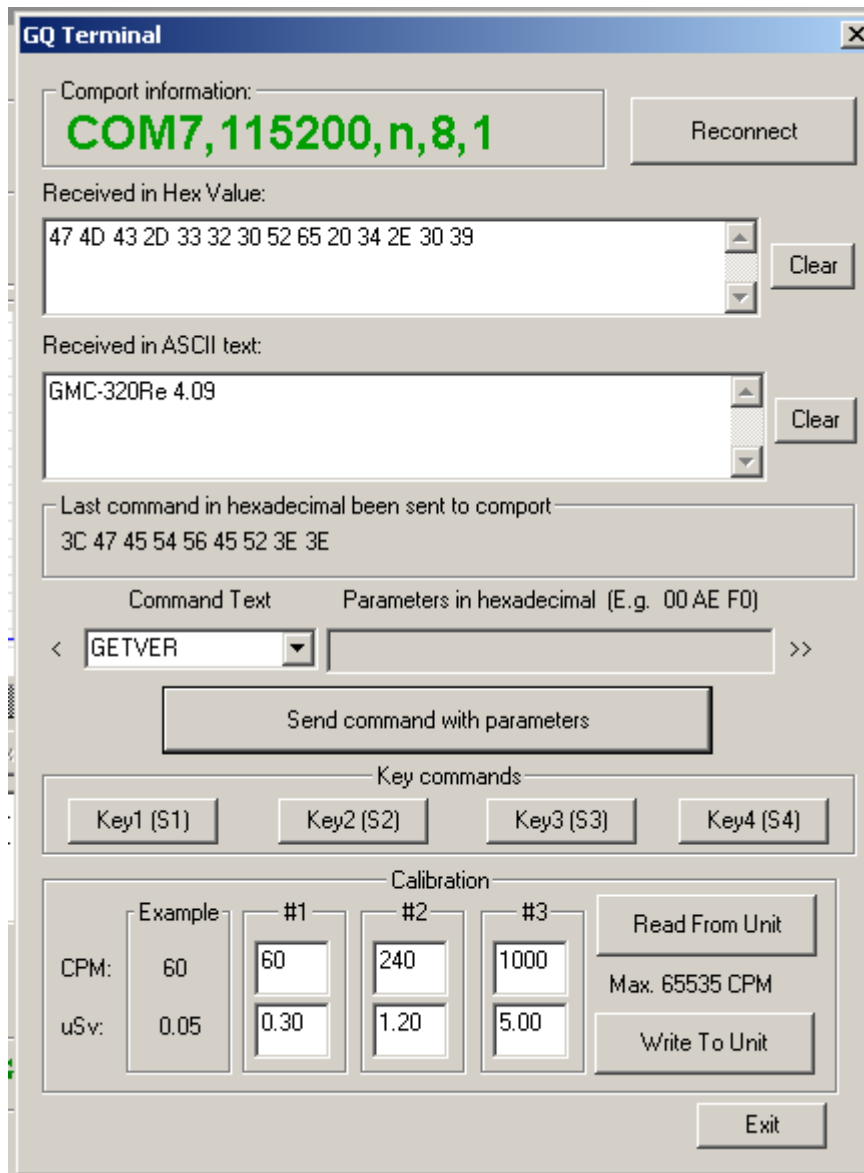 GQ Terminal
Comport information:
COM7,115200,n,8,1
Reconnect
Received in Hex Value:
47 4D 43 2D 33 32 30 52 65 20 34 2E 30 39
Clear
Received in ASCII text:
GMC-320Re 4.09
Clear
Last command in hexadecimal been sent to comport
3C 47 45 54 56 45 52 3E 3E
Command Text Parameters in hexadecimal (E.g. 00 AE F0)
< GETVER >>
Send command with parameters
Key commands
Key1 (S1) Key2 (S2) Key3 (S3) Key4 (S4)
Calibration
Example #1 #2 #3
Read From Unit
CPM: 60 60 240 1000
Max. 65535 CPM
uSv: 0.05 0.30 1.20 5.00
Write To Unit
Exit